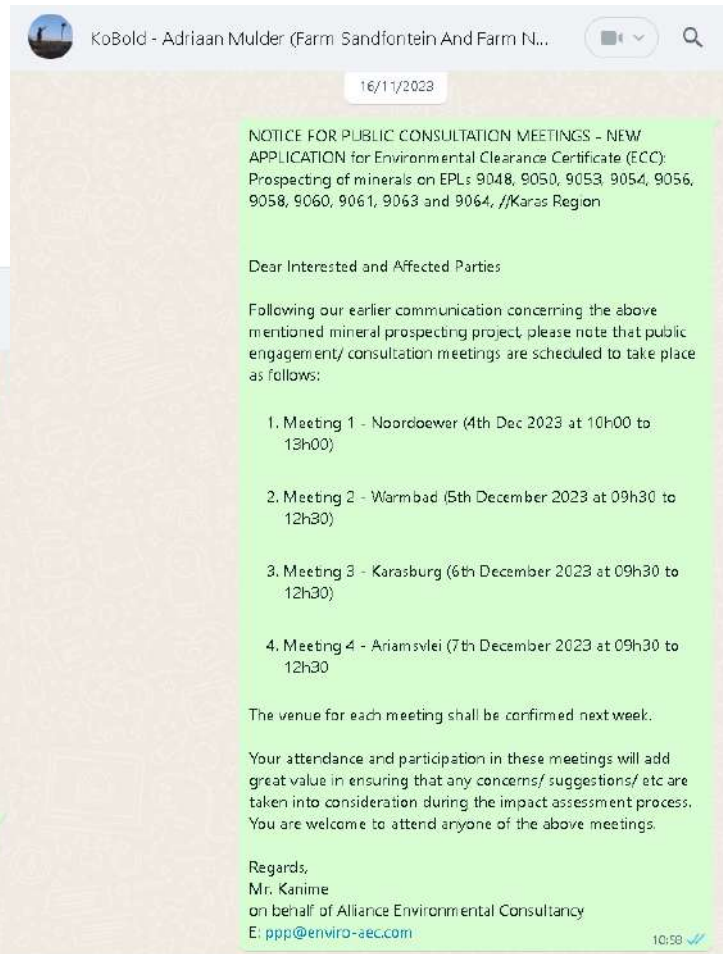 KoBold - Adriaan Mulder (Farm Sandfontein And Farm N...
16/11/2023
NOTICE FOR PUBLIC CONSULTATION MEETINGS - NEW
APPLICATION for Environmental Clearance Certificate (ECC):
Prospecting of minerals on EPLs 9048, 9050, 9053, 9054, 9056,
9058, 9060, 9061, 9063 and 9064, //Karas Region
Dear Interested and Affected Parties
Following our earlier communication concerning the above
mentioned mineral prospecting project, please note that public
engagement/ consultation meetings are scheduled to take place
as follows:
1. Meeting 1 - Noordoewer (4th Dec 2023 at 10h00 to
13h00)
2. Meeting 2 - Warmbad (5th December 2023 at 09h30 to
12h30)
3. Meeting 3 - Karasburg (6th December 2023 at 09h30 to
12h30)
4. Meeting 4 - Ariamsvlei (7th December 2023 at 09h30 to
12h30
The venue for each meeting shall be confirmed next week.
Your attendance and participation in these meetings will add
great value in ensuring that any concerns/ suggestions/ etc are
taken into consideration during the impact assessment process.
You are welcome to attend anyone of the above meetings.
Regards,
Mr. Kanime
on behalf of Alliance Environmental Consultancy
E: ppp@enviro-aec.com
10:58